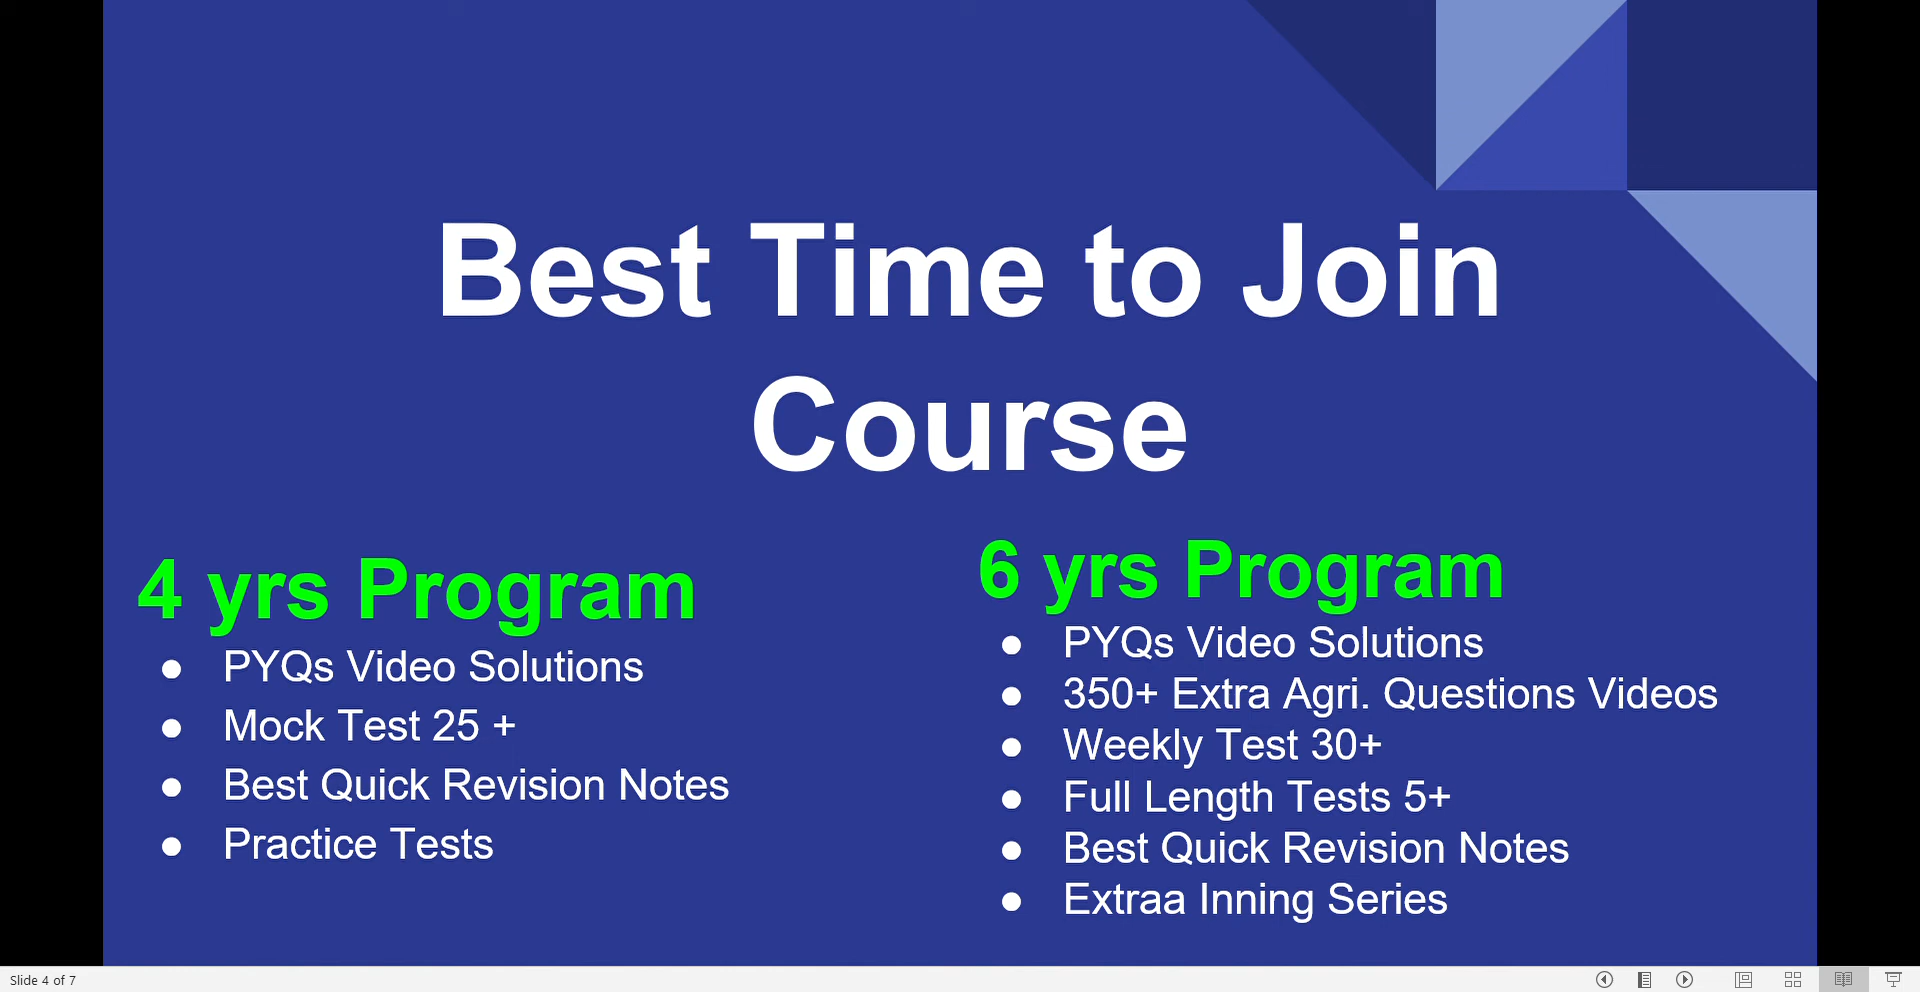 Best Time to Join
Course
4 yrs Program
● PYQs Video Solutions
● Mock Test 25 +
● Best Quick Revision Notes
● Practice Tests
6 yrs Program
● PYQs Video Solutions
● 350+ Extra Agri. Questions Videos
● Weekly Test 30+
● Full Length Tests 5+
● Best Quick Revision Notes
● Extraa Inning Series
Slide 4 of 7